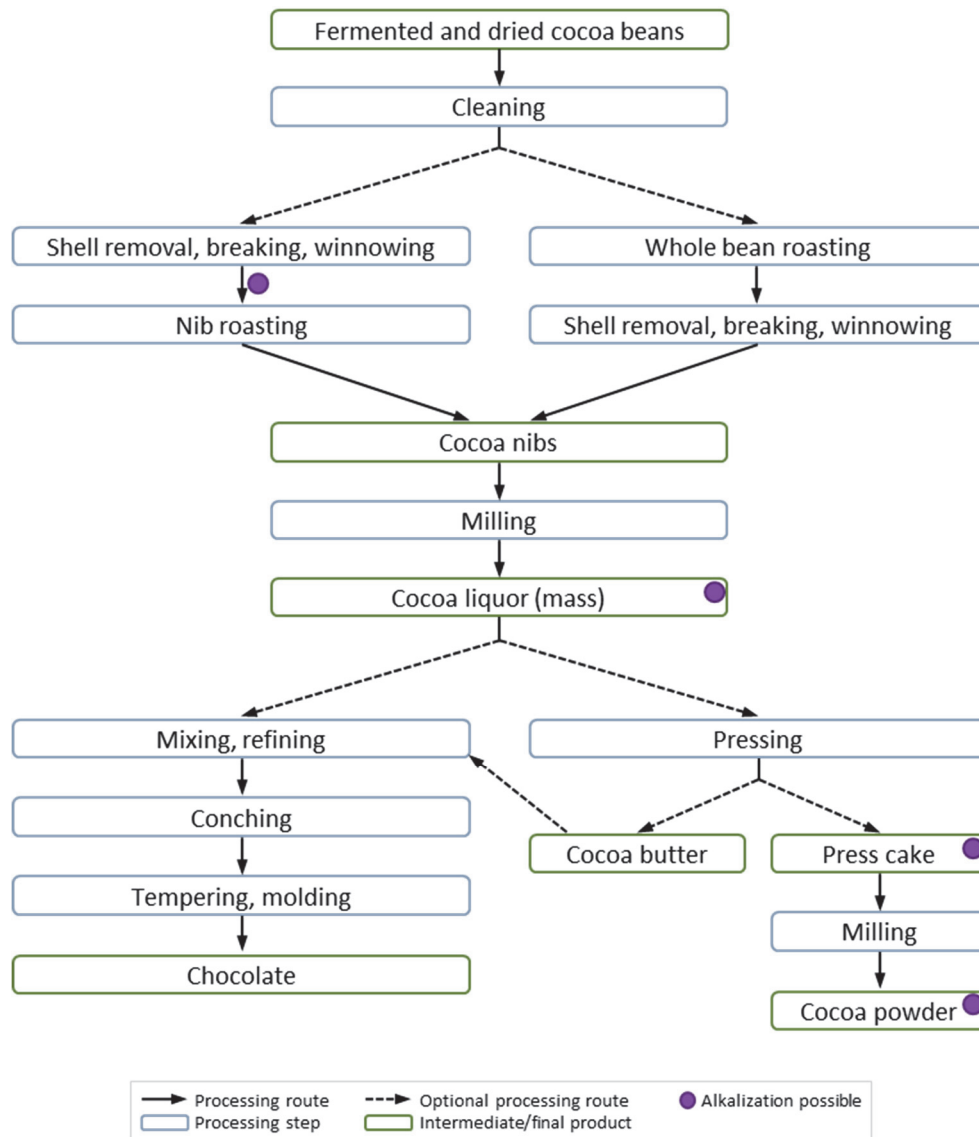 Fermented and dried cocoa beans
Cleaning
Shell removal, breaking, winnowing
Whole bean roasting
Nib roasting
Shell removal, breaking, winnowing
Cocoa nibs
Milling
Cocoa liquor (mass)
Mixing, refining
Pressing
Conching
Cocoa butter
Press cake
Tempering, molding
Milling
Chocolate
Cocoa powder
Processing route
Optional processing route
Alkalization possible
Processing step
Intermediate/final product